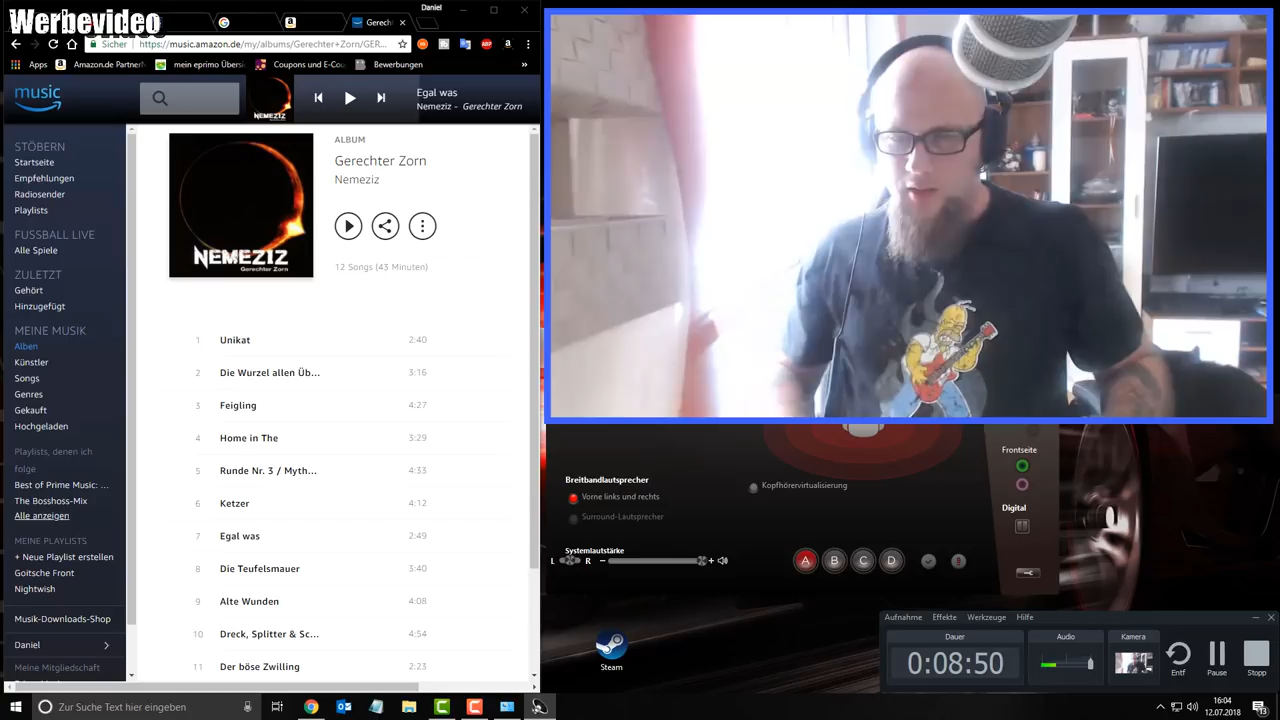 Werbevideo
Gerecht
Daniel
Sicher
https://music.amazon.de/my/albums/Gerechter+Zorn/GER...
Apps
Amazon.de Partner
mein eprimo Übersi
Coupons und E-Cou
Bewerbungen
»
music
Egal was
Nemeziz - Gerechter Zorn
STÖBERN
Startseite
Empfehlungen
Radiosender
Playlists
FUSSBALL LIVE
Alle Spiele
ZULETZT
Gehört
Hinzugefügt
MEINE MUSIK
Alben
Künstler
Songs
Genres
Gekauft
Hochgeladen
Playlists, denen ich
folge
Best of Prime Music: ...
The Bosshoss-Mix
Alle anzeigen
MEINE PLAYLISTS
+ Neue Playlist erstellen
Goitsche Front
Nightwish
Musik-Downloads-Shop
Daniel
Meine Mitgliedschaft
NEMEZIZ
Gerechter Zorn
ALBUM
Gerechter Zorn
Nemeziz
12 Songs (43 Minuten)
1 Unikat 2:40
2 Die Wurzel allen Üb... 3:16
3 Feigling 4:27
4 Home in The 3:29
5 Runde Nr. 3 / Myth... 4:33
6 Ketzer 4:12
7 Egal was 2:49
8 Die Teufelsmauer 3:40
9 Alte Wunden 4:08
10 Dreck, Splitter & Sc... 4:54
11 Der böse Zwilling 2:23
Breitbandlautsprecher
Vorne links und rechts
Surround-Lautsprecher
Kopfhörervirtualisierung
Systemlautstärke
L R − +
A B C D
Frontseite
Digital
Steam
Aufnahme Effekte Werkzeuge Hilfe
Dauer
0:08:50
Audio
Kamera
Entf
Pause
Stopp
Zur Suche Text hier eingeben
16:04
12.07.2018
13